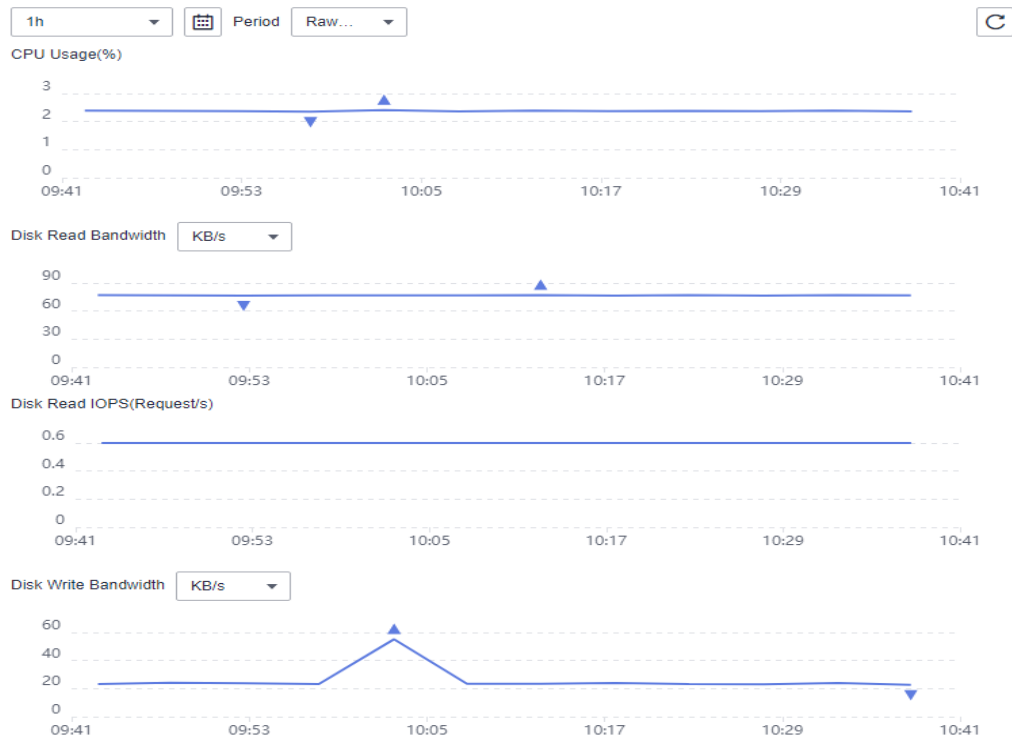 1h Period Raw...
CPU Usage(%)
3
2
1
0
09:41 09:53 10:05 10:17 10:29 10:41
Disk Read Bandwidth KB/s
90
60
30
0
09:41 09:53 10:05 10:17 10:29 10:41
Disk Read IOPS(Request/s)
0.6
0.4
0.2
0
09:41 09:53 10:05 10:17 10:29 10:41
Disk Write Bandwidth KB/s
60
40
20
0
09:41 09:53 10:05 10:17 10:29 10:41